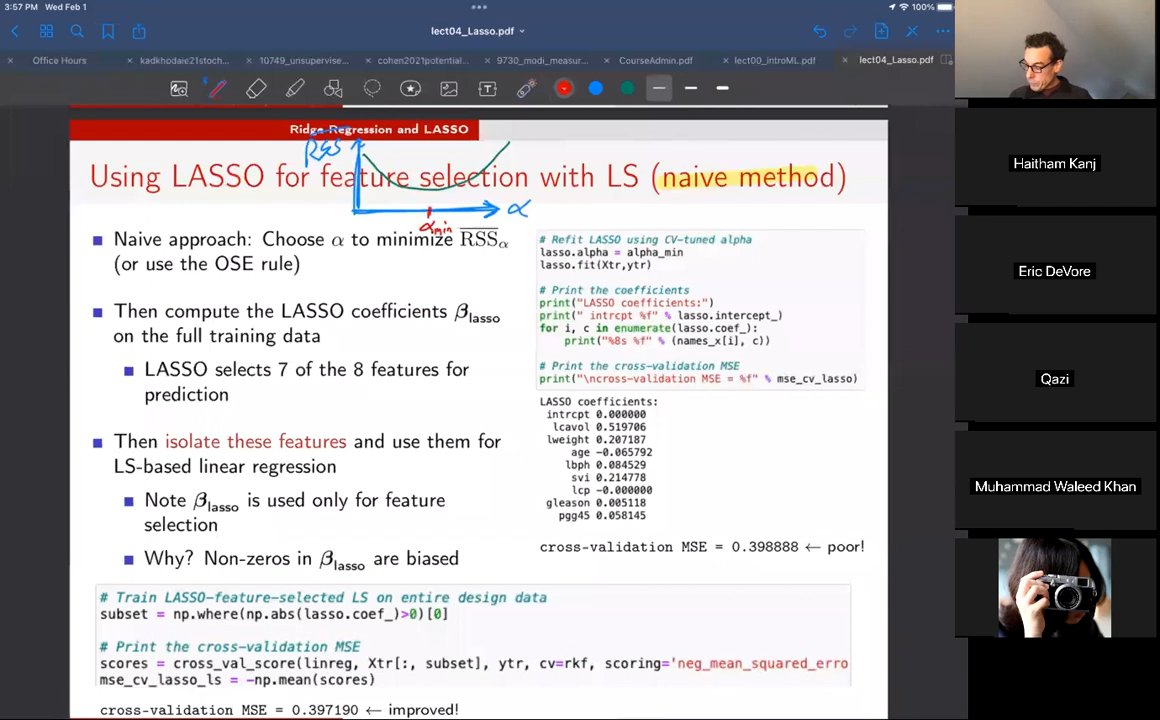 3:57 PM Wed Feb 1
100%
lect04_Lasso.pdf
Office Hours
kadkhodaie21stoch...
10749_unsupervise...
cohen2021potential...
9730_modi_measur...
CourseAdmin.pdf
lect00_introML.pdf
lect04_Lasso.pdf
Ridge Regression and LASSO
RSS
Using LASSO for feature selection with LS (naive method)
α
αmin
Naive approach: Choose α to minimize RSSα
(or use the OSE rule)
Then compute the LASSO coefficients βlasso
on the full training data
LASSO selects 7 of the 8 features for
prediction
Then isolate these features and use them for
LS-based linear regression
Note βlasso is used only for feature
selection
Why? Non-zeros in βlasso are biased
# Refit LASSO using CV-tuned alpha
lasso.alpha = alpha_min
lasso.fit(Xtr,ytr)
# Print the coefficients
print("LASSO coefficients:")
print(" intrcpt %f" % lasso.intercept_)
for i, c in enumerate(lasso.coef_):
print("%8s %f" % (names_x[i], c))
# Print the cross-validation MSE
print("\ncross-validation MSE = %f" % mse_cv_lasso)
LASSO coefficients:
intrcpt 0.000000
lcavol 0.519706
lweight 0.207187
age -0.065792
lbph 0.084529
svi 0.214778
lcp -0.000000
gleason 0.005118
pgg45 0.058145
cross-validation MSE = 0.398888 ← poor!
# Train LASSO-feature-selected LS on entire design data
subset = np.where(np.abs(lasso.coef_)>0)[0]
# Print the cross-validation MSE
scores = cross_val_score(linreg, Xtr[:, subset], ytr, cv=rkf, scoring='neg_mean_squared_erro
mse_cv_lasso_ls = -np.mean(scores)
cross-validation MSE = 0.397190 ← improved!
Haitham Kanj
Eric DeVore
Qazi
Muhammad Waleed Khan